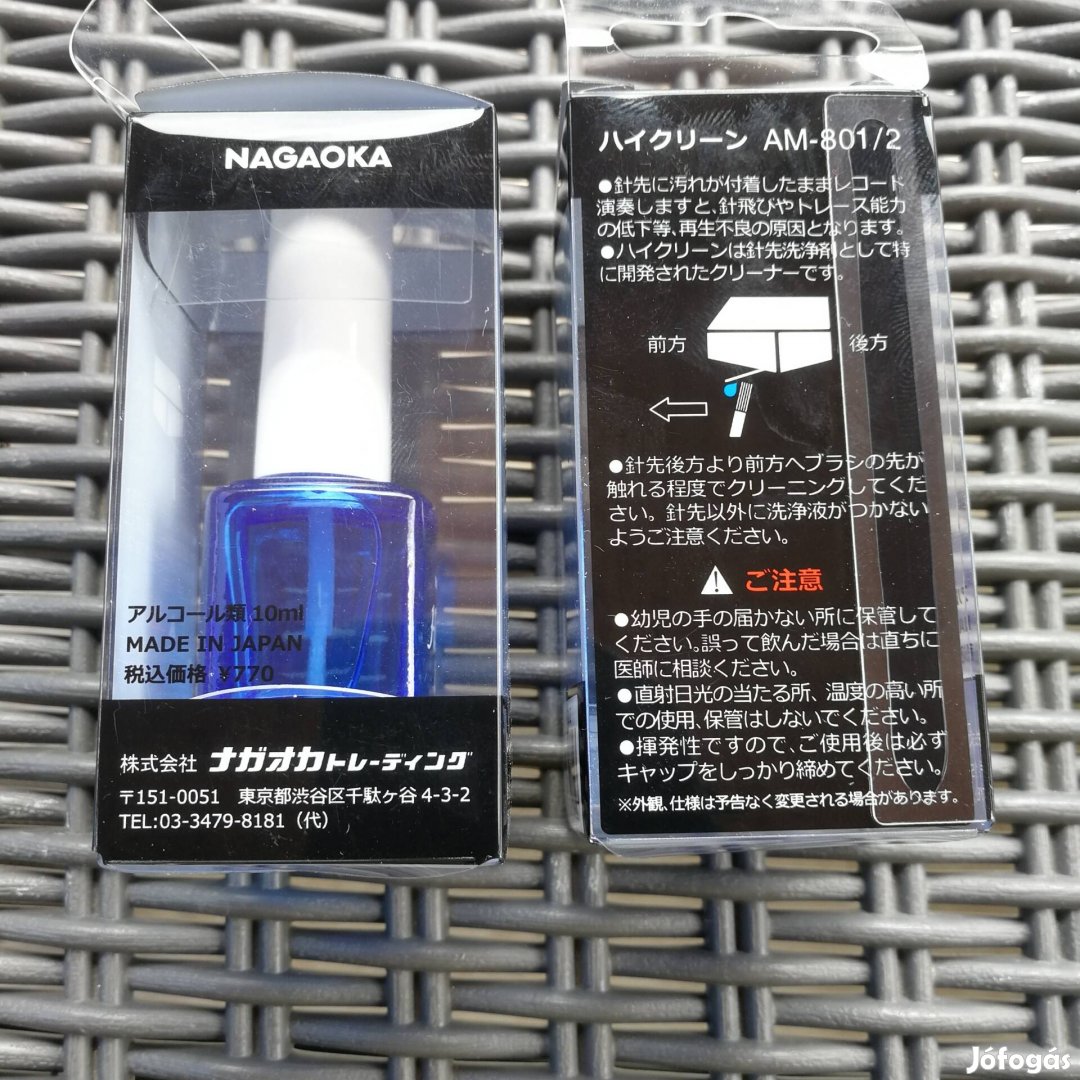 NAGAOKA
アルコール類 10ml
MADE IN JAPAN
税込価格 ¥770
株式会社 ナガオカトレーディング
〒151-0051 東京都渋谷区千駄ヶ谷 4-3-2
TEL:03-3479-8181（代）
ハイクリーン AM-801/2
●針先に汚れが付着したままレコード
演奏しますと、針飛びやトレース能力
の低下等、再生不良の原因となります。
●ハイクリーンは針先洗浄剤として特
に開発されたクリーナーです。
前方
後方
●針先後方より前方へブラシの先が
触れる程度でクリーニングしてくだ
さい。針先以外に洗浄液がつかない
ようご注意ください。
ご注意
●幼児の手の届かない所に保管して
ください。誤って飲んだ場合は直ちに
医師に相談ください。
●直射日光の当たる所、温度の高い所
での使用、保管はしないでください。
●揮発性ですので、ご使用後は必ず
キャップをしっかり締めてください。
※外観、仕様は予告なく変更される場合があります。
Jófogás